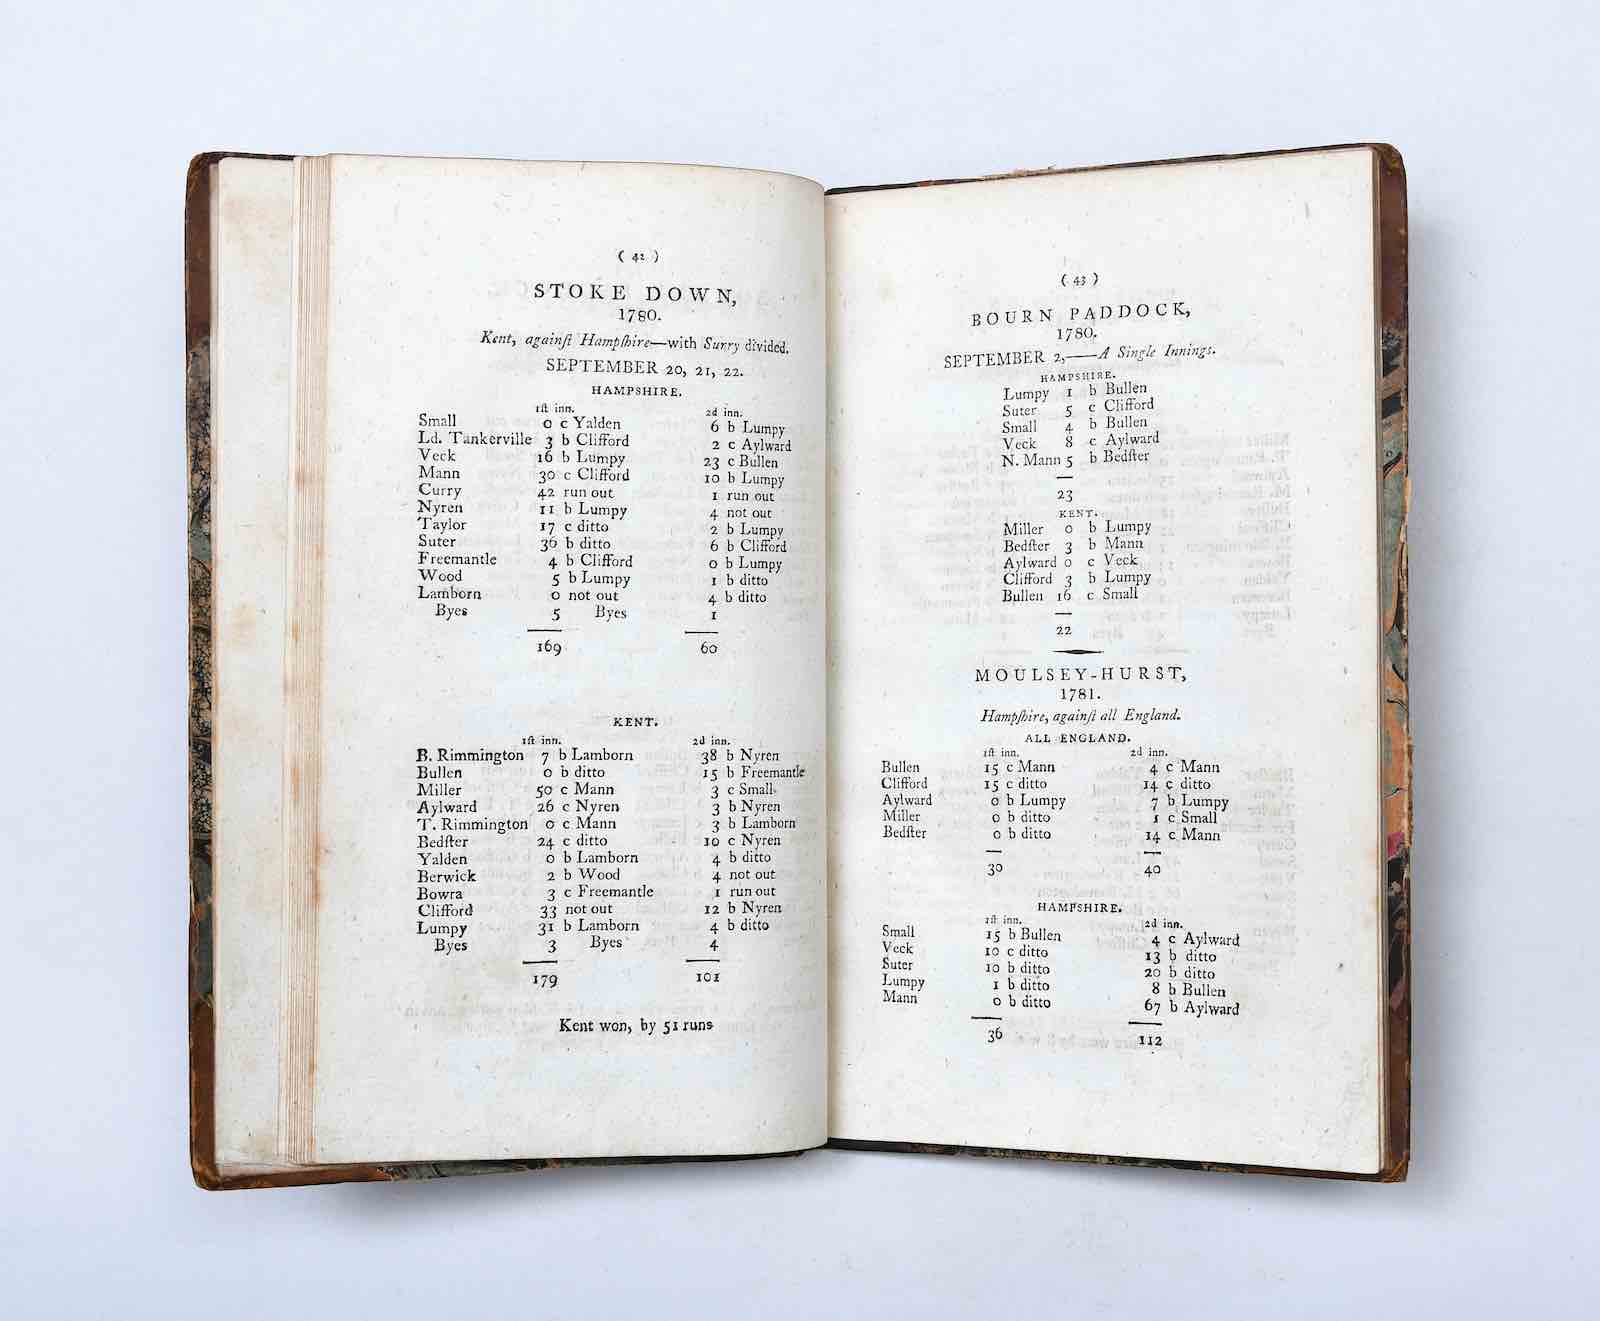 ( 42 )
STOKE DOWN,
1780.
Kent, againſt Hampſhire—with Surry divided.
SEPTEMBER 20, 21, 22.
HAMPSHIRE.
1ſt inn. 2d inn.
Small 0 c Yalden 6 b Lumpy
Ld. Tankerville 3 b Clifford 2 c Aylward
Veck 16 b Lumpy 23 c Bullen
Mann 30 c Clifford 10 b Lumpy
Curry 42 run out 1 run out
Nyren 11 b Lumpy 4 not out
Taylor 17 c ditto 2 b Lumpy
Suter 36 b ditto 6 b Clifford
Freemantle 4 b Clifford 0 b Lumpy
Wood 5 b Lumpy 1 b ditto
Lamborn 0 not out 4 b ditto
Byes 5 Byes 1
169 60
KENT.
1ſt inn. 2d inn.
B. Rimmington 7 b Lamborn 38 b Nyren
Bullen 0 b ditto 15 b Freemantle
Miller 50 c Mann 3 c Small
Aylward 26 c Nyren 3 b Nyren
T. Rimmington 0 c Mann 3 b Lamborn
Bedſter 24 c ditto 10 c Nyren
Yalden 0 b Lamborn 4 b ditto
Berwick 2 b Wood 4 not out
Bowra 3 c Freemantle 1 run out
Clifford 33 not out 12 b Nyren
Lumpy 31 b Lamborn 4 b ditto
Byes 3 Byes 4
179 101
Kent won, by 51 runs
( 43 )
BOURN PADDOCK,
1780.
SEPTEMBER 2,——A Single Innings.
HAMPSHIRE.
Lumpy 1 b Bullen
Suter 5 c Clifford
Small 4 b Bullen
Veck 8 c Aylward
N. Mann 5 b Bedſter
23
KENT.
Miller 0 b Lumpy
Bedſter 3 b Mann
Aylward 0 c Veck
Clifford 3 b Lumpy
Bullen 16 c Small
22
MOULSEY-HURST,
1781.
Hampſhire, againſt all England.
ALL ENGLAND.
1ſt inn. 2d inn.
Bullen 15 c Mann 4 c Mann
Clifford 15 c ditto 14 c ditto
Aylward 0 b Lumpy 7 b Lumpy
Miller 0 b ditto 1 c Small
Bedſter 0 b ditto 14 c Mann
30 40
HAMPSHIRE.
1ſt inn. 2d inn.
Small 15 b Bullen 4 c Aylward
Veck 10 c ditto 13 b ditto
Suter 10 b ditto 20 b ditto
Lumpy 1 b ditto 8 b Bullen
Mann 0 b ditto 67 b Aylward
36 112